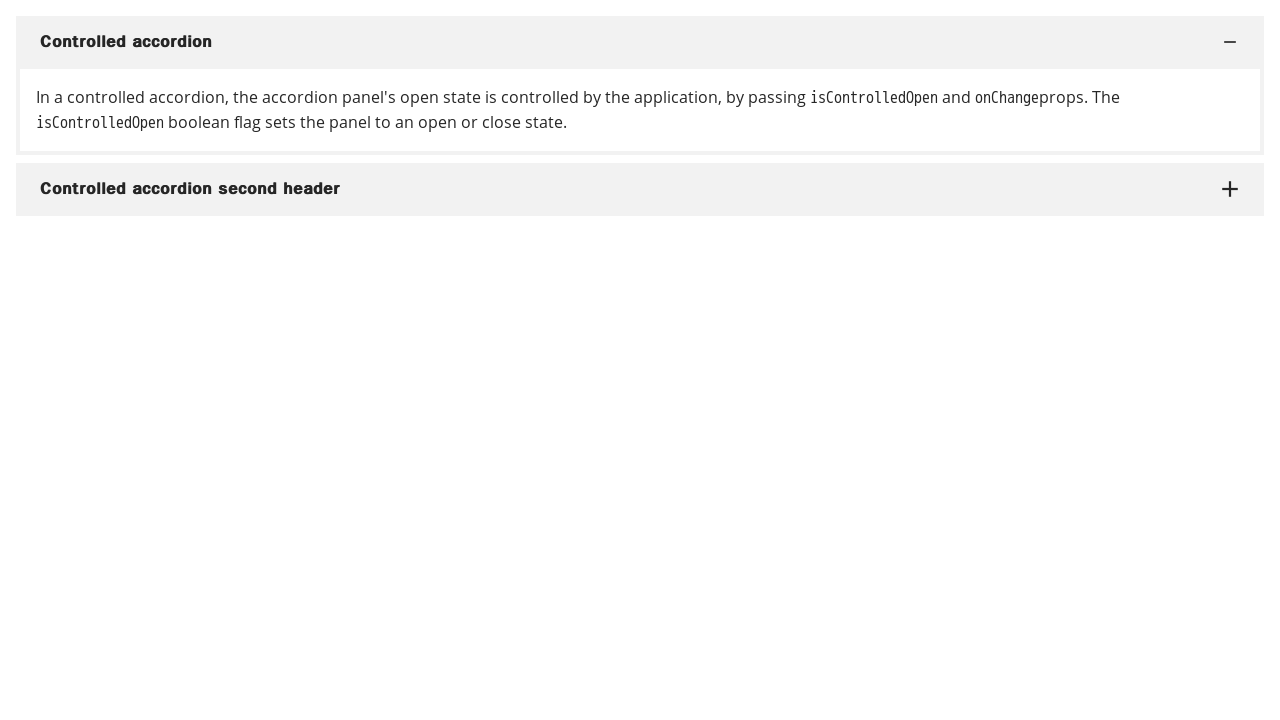 Controlled accordion
In a controlled accordion, the accordion panel's open state is controlled by the application, by passing isControlledOpen and onChangeprops. The
isControlledOpen boolean flag sets the panel to an open or close state.
Controlled accordion second header